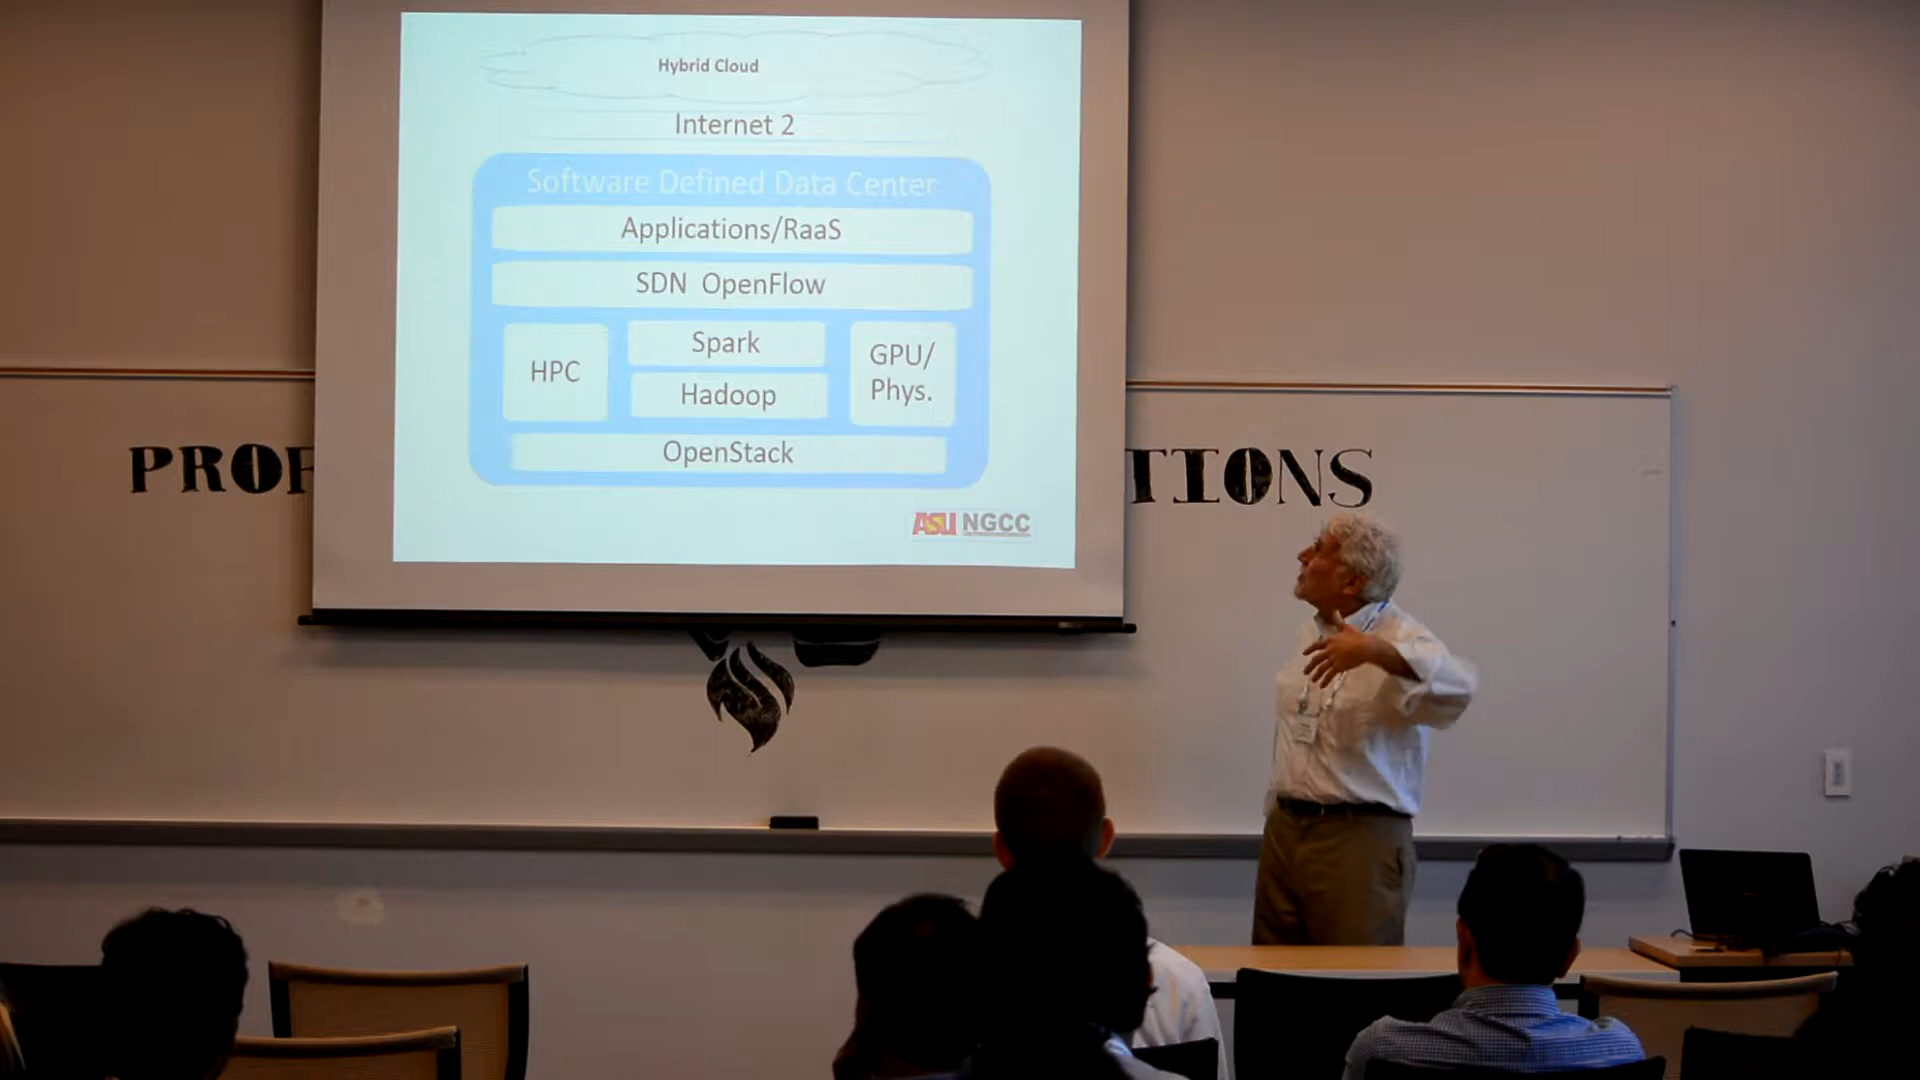 Hybrid Cloud
Internet 2
Software Defined Data Center
Applications/RaaS
SDN OpenFlow
HPC
Spark
Hadoop
GPU/
Phys.
OpenStack
ASU NGCC
PROF
TIONS